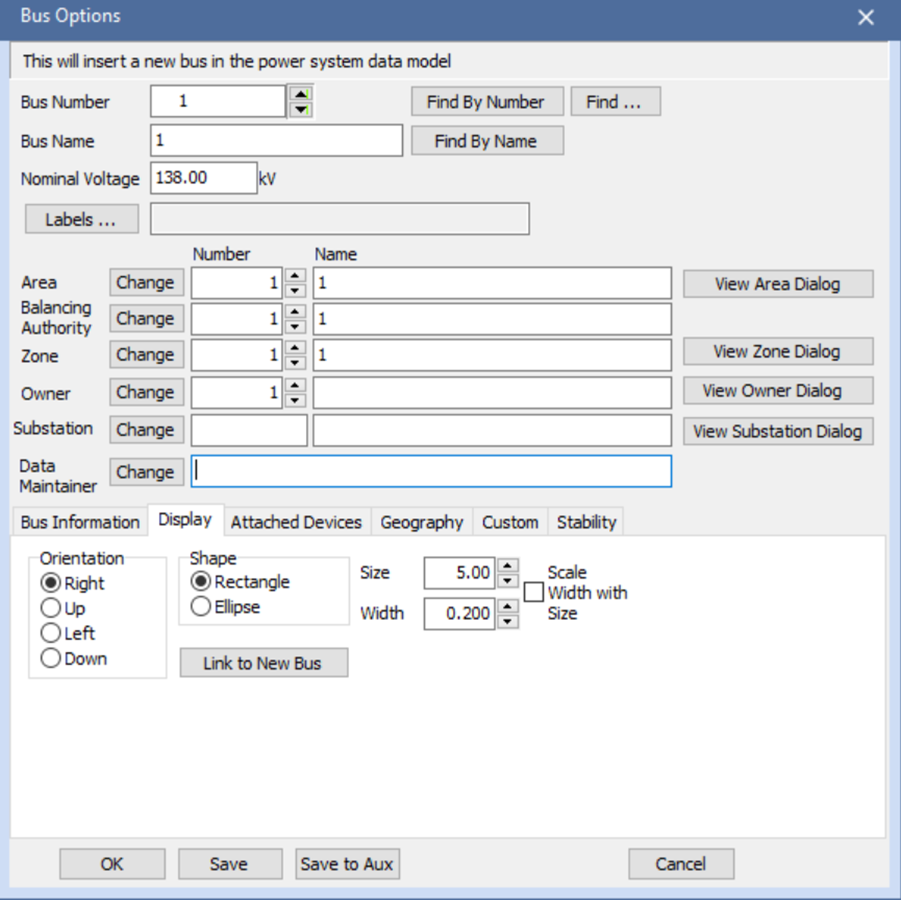 Bus Options
This will insert a new bus in the power system data model
Bus Number 1 Find By Number Find ...
Bus Name 1 Find By Name
Nominal Voltage 138.00 kV
Labels ...
Number Name
Area Change 1 1 View Area Dialog
Balancing
Authority Change 1 1
Zone Change 1 1 View Zone Dialog
Owner Change 1 View Owner Dialog
Substation Change View Substation Dialog
Data
Maintainer Change
Bus Information Display Attached Devices Geography Custom Stability
Orientation Shape
Right Rectangle Size 5.00 Scale
Up Ellipse Width 0.200 Width with
Left Size
Down Link to New Bus
OK Save Save to Aux Cancel